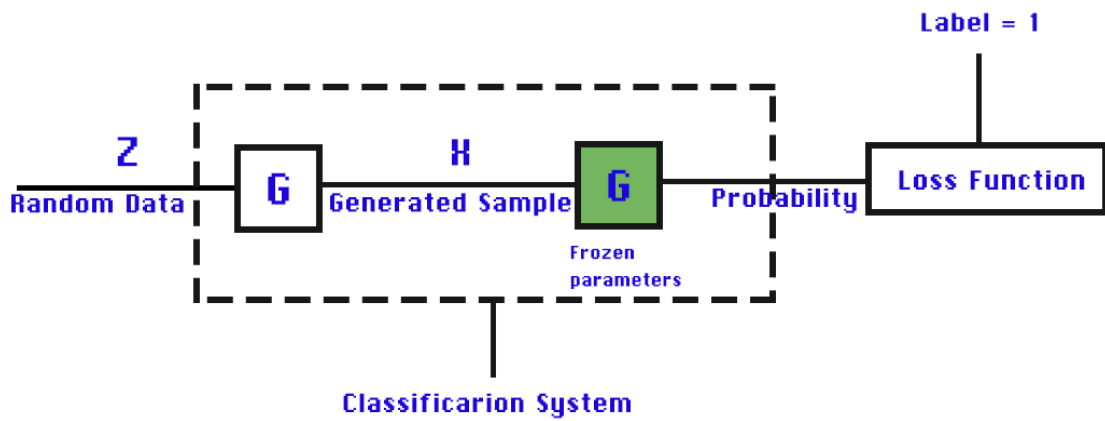 Label = 1
Z
X
Random Data
G
Generated Sample
G
Probability
Loss Function
Frozen
parameters
Classificarion System